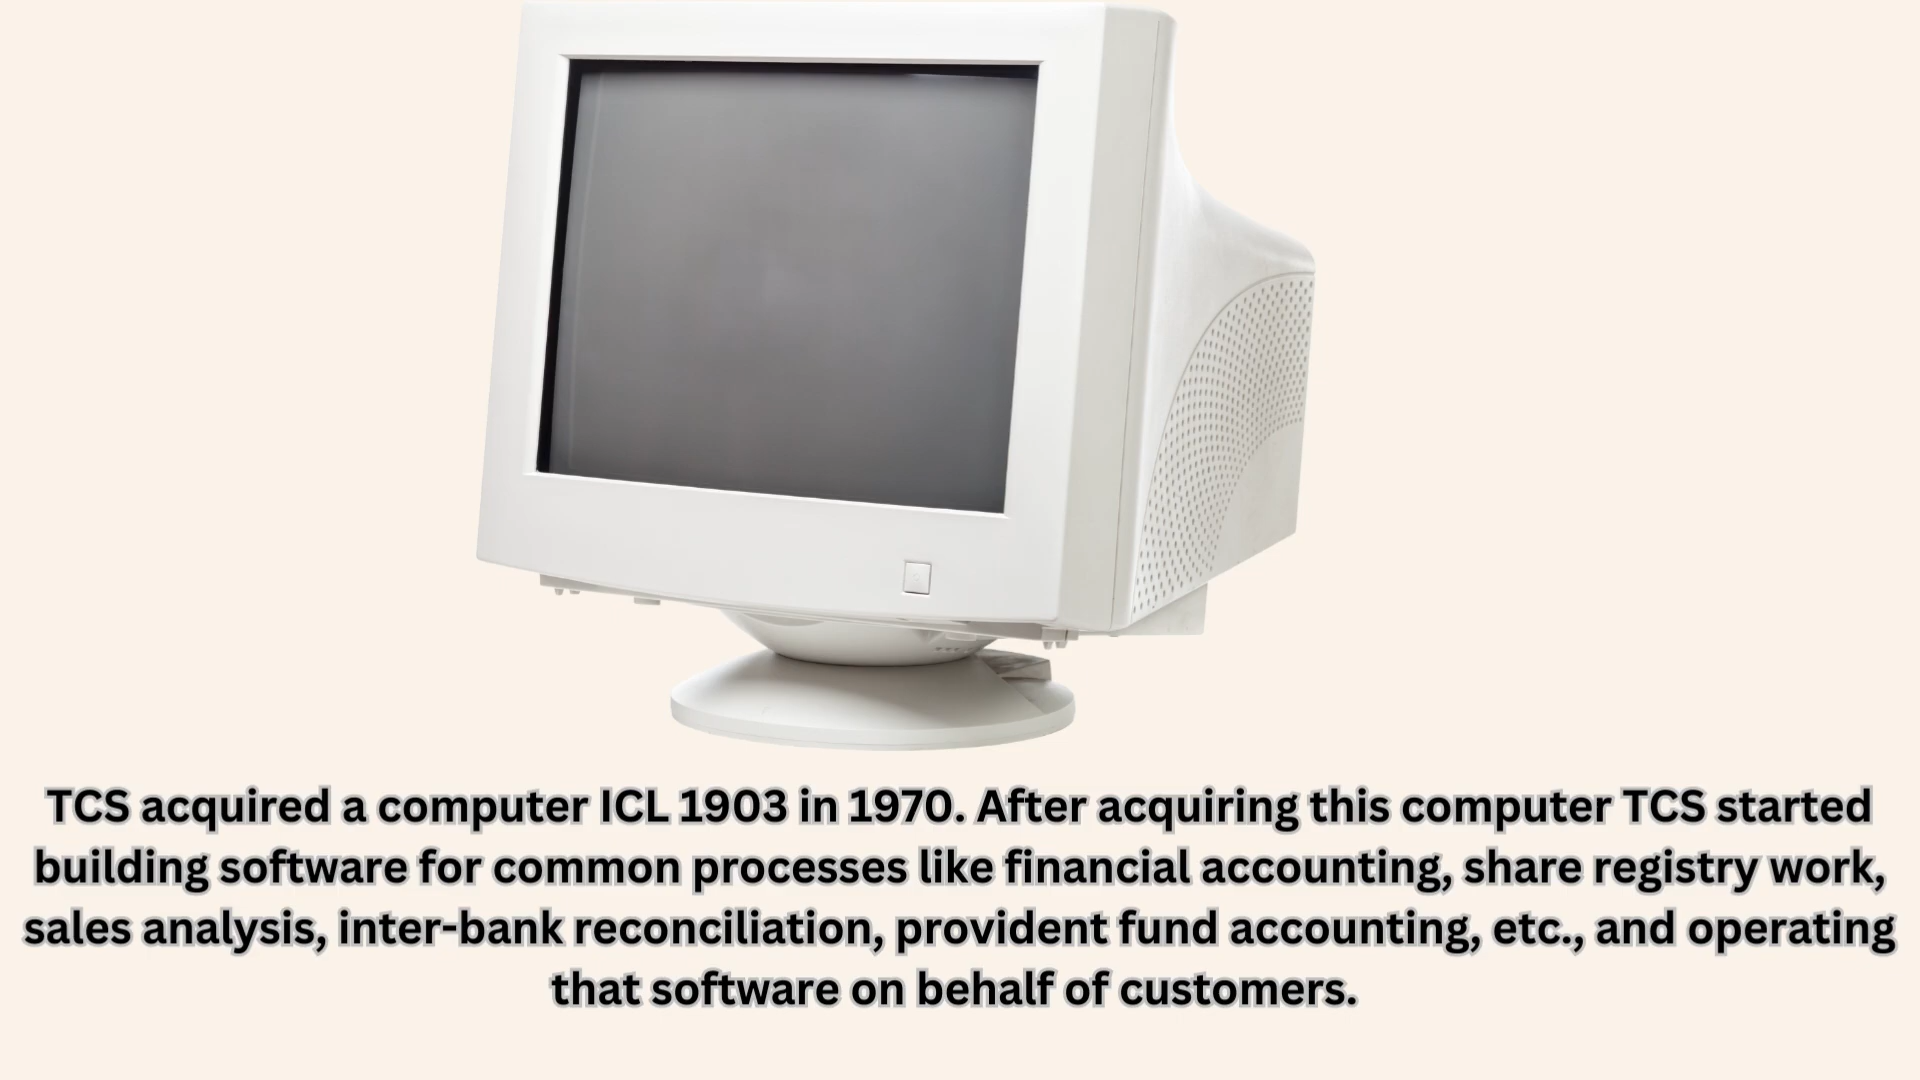 TCS acquired a computer ICL 1903 in 1970. After acquiring this computer TCS started
building software for common processes like financial accounting, share registry work,
sales analysis, inter-bank reconciliation, provident fund accounting, etc., and operating
that software on behalf of customers.